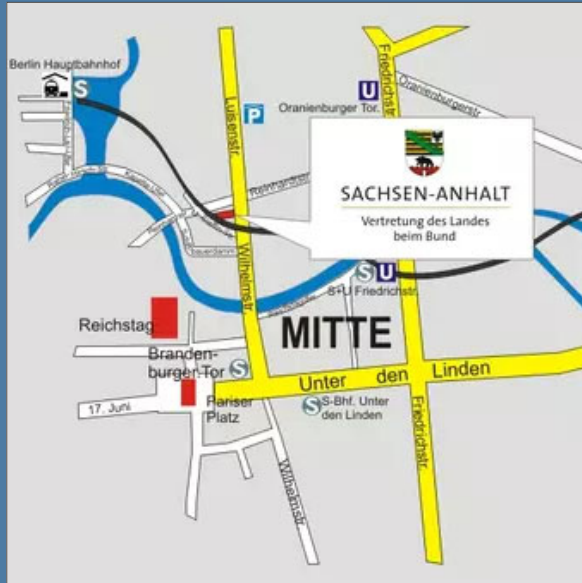 Berlin Hauptbahnhof
S
Luisenstr.
P
Friedrichstr.
U
Oranienburger Tor.
Oranienburgerstr
Reinhardtstr
SACHSEN-ANHALT
Vertretung des Landes
beim Bund
Wilhelmstr.
S U
S+U Friedrichstr.
Reichstag
MITTE
Branden-
burger Tor
S
Unter den Linden
17. Juni
Pariser
Platz
S
S-Bhf. Unter
den Linden
Friedrichstr.
Wilhelmstr.